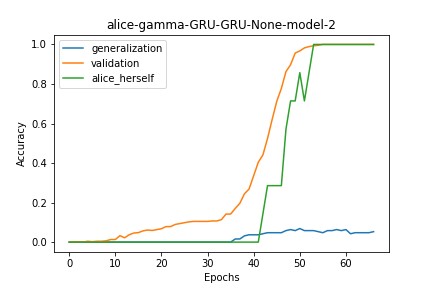 alice-gamma-GRU-GRU-None-model-2
generalization
validation
alice_herself
Accuracy
1.0
0.8
0.6
0.4
0.2
0.0
0 10 20 30 40 50 60
Epochs